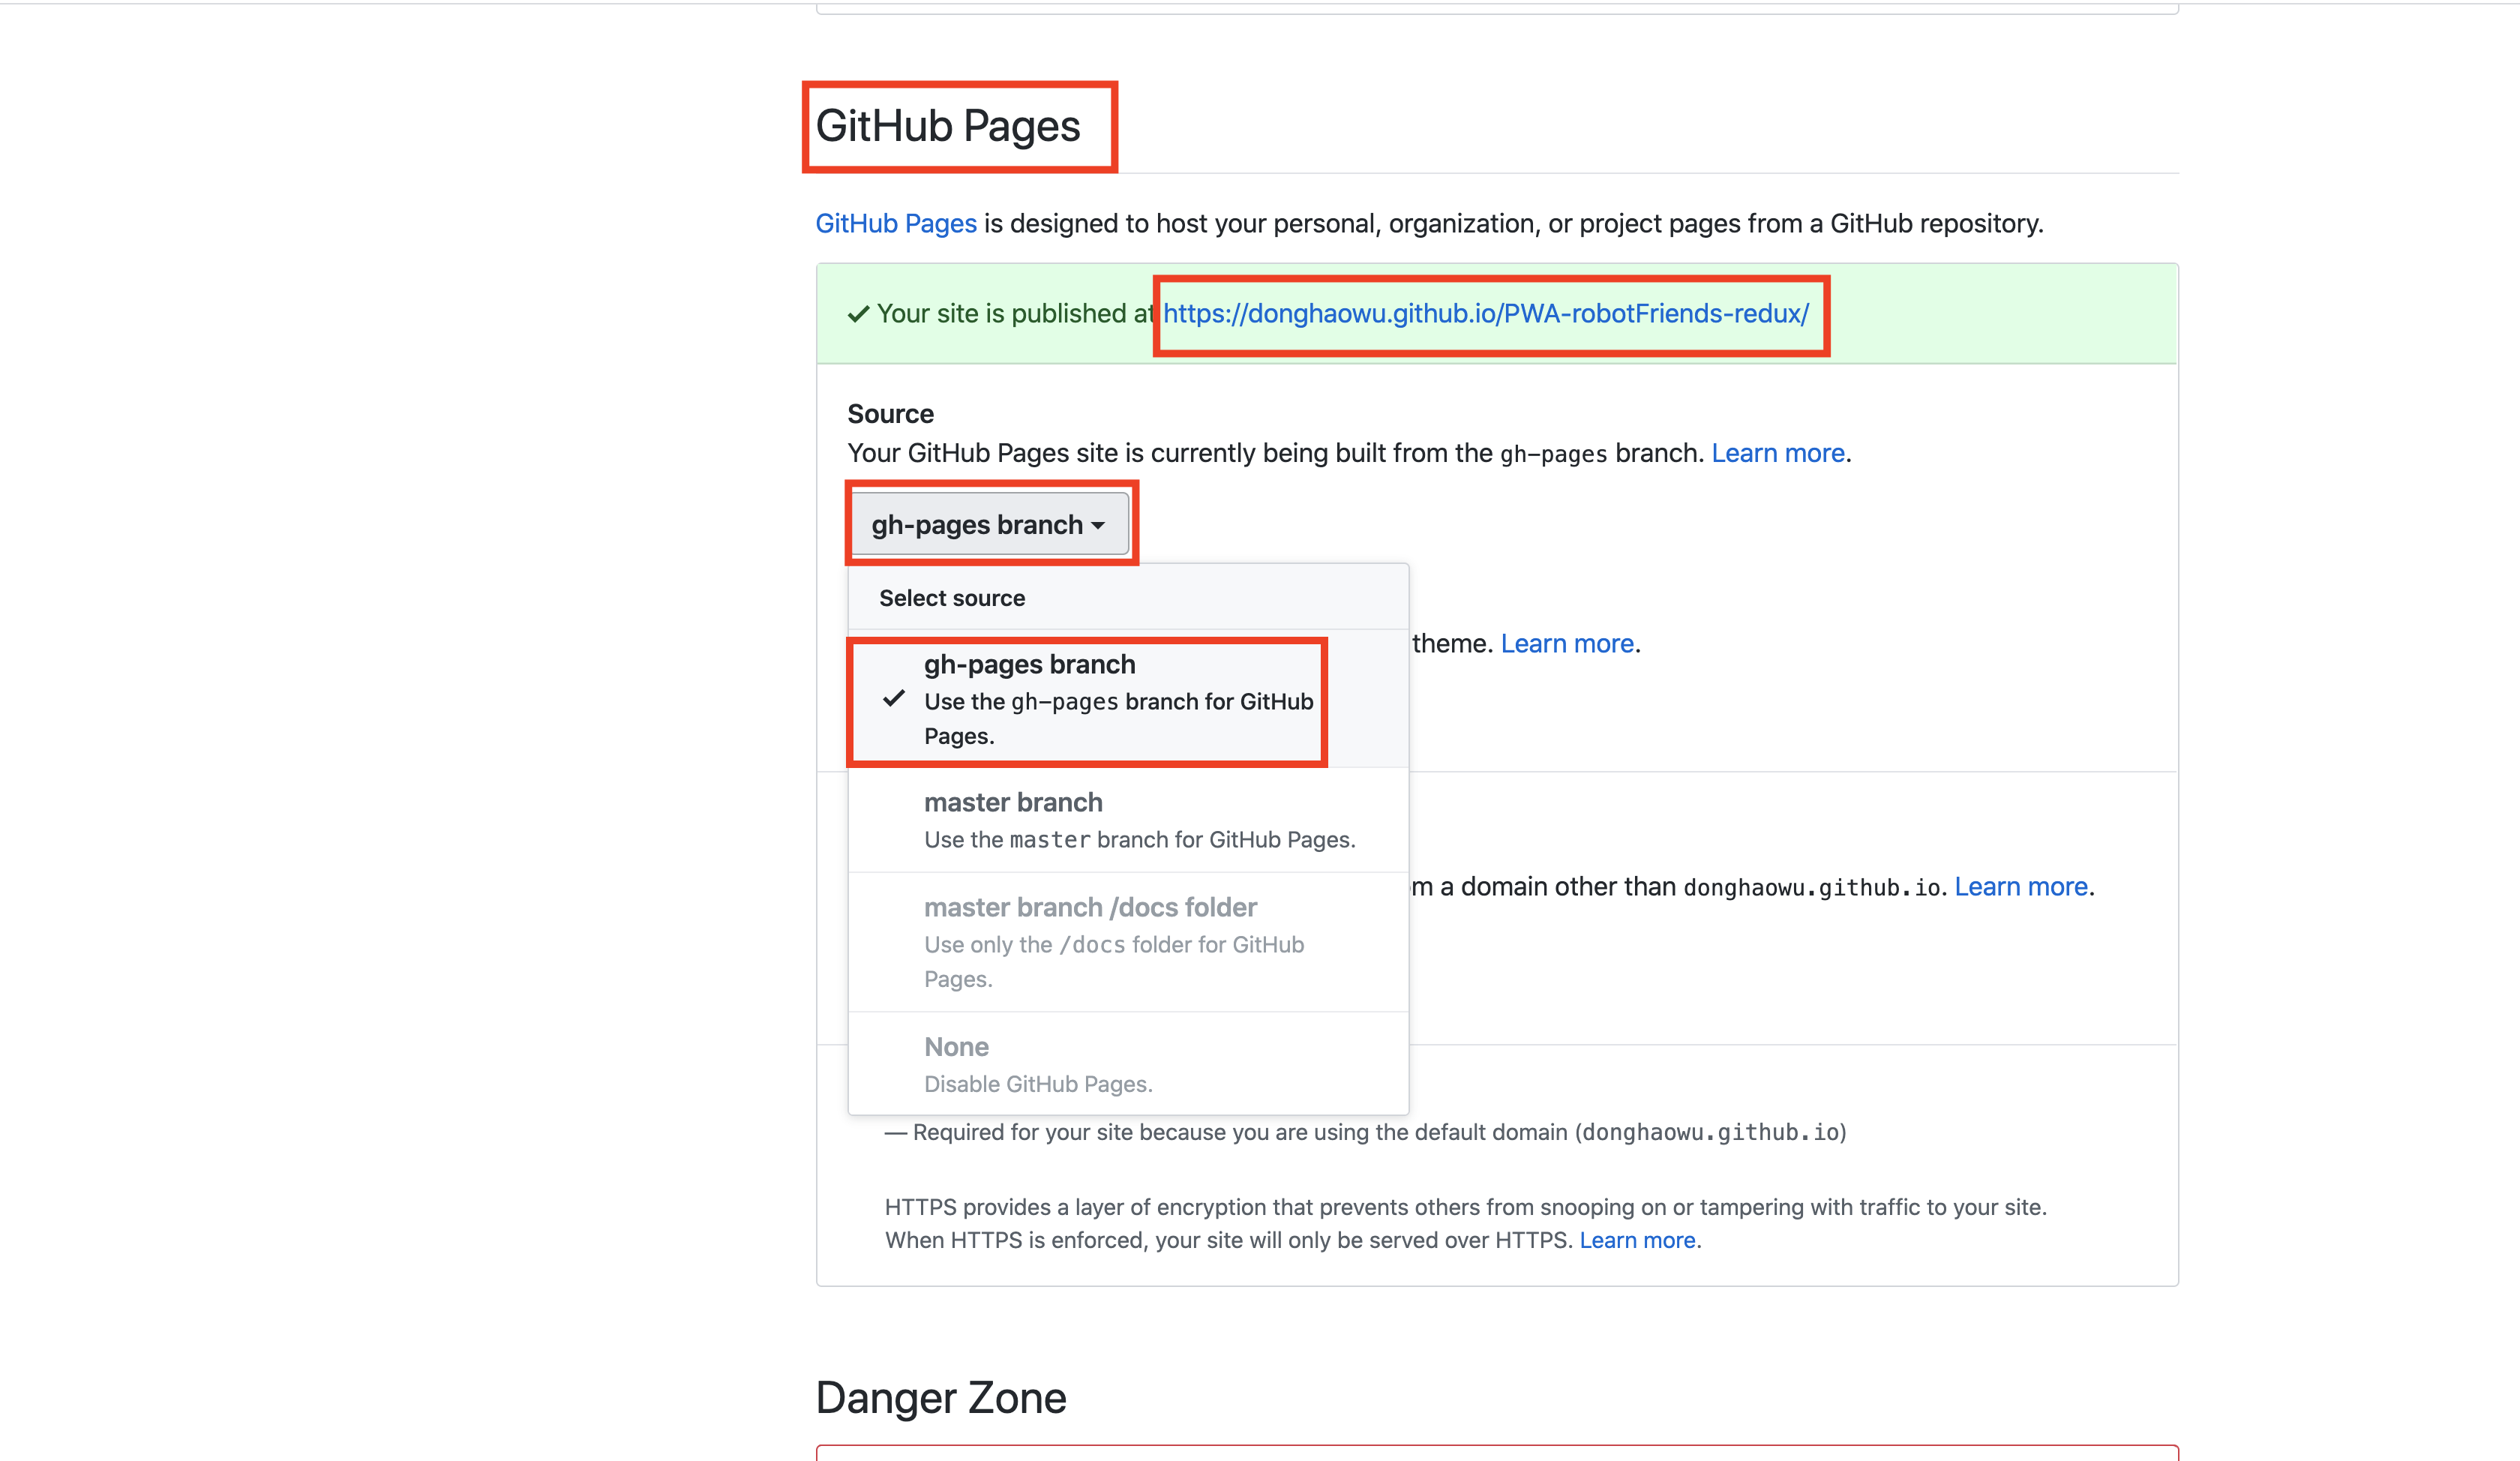 GitHub Pages
GitHub Pages is designed to host your personal, organization, or project pages from a GitHub repository.
Your site is published at https://donghaowu.github.io/PWA-robotFriends-redux/
Source
Your GitHub Pages site is currently being built from the gh-pages branch. Learn more.
gh-pages branch
Select source
theme. Learn more.
gh-pages branch
Use the gh-pages branch for GitHub
Pages.
master branch
Use the master branch for GitHub Pages.
m a domain other than donghaowu.github.io. Learn more.
master branch /docs folder
Use only the /docs folder for GitHub
Pages.
None
Disable GitHub Pages.
— Required for your site because you are using the default domain (donghaowu.github.io)
HTTPS provides a layer of encryption that prevents others from snooping on or tampering with traffic to your site.
When HTTPS is enforced, your site will only be served over HTTPS. Learn more.
Danger Zone